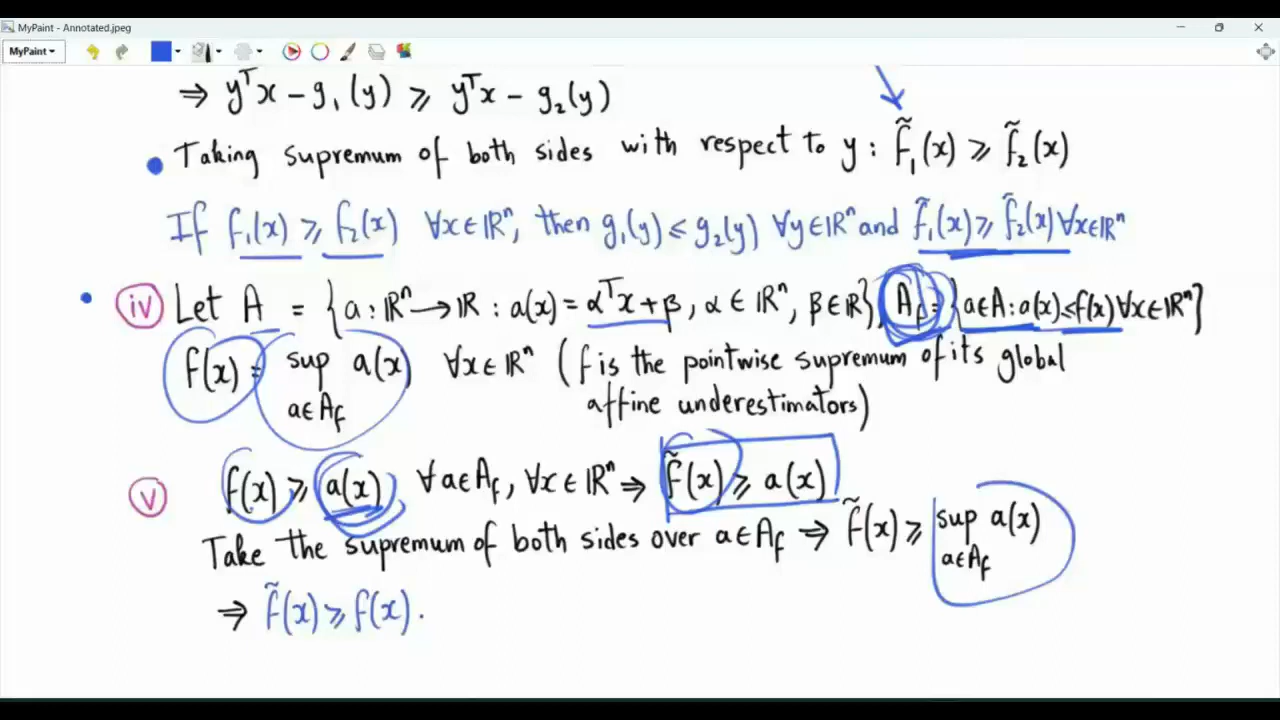 MyPaint - Annotated.jpeg
MyPaint
⇒ yᵀx − g₁(y) ≥ yᵀx − g₂(y)
• Taking supremum of both sides with respect to y : f̃₁(x) ≥ f̃₂(x)
If f₁(x) ≥ f₂(x) ∀x∈ℝⁿ, then g₁(y) ≤ g₂(y) ∀y∈ℝⁿ and f̃₁(x) ≥ f̃₂(x) ∀x∈ℝⁿ
• iv Let A = {a : ℝⁿ → ℝ : a(x) = αᵀx + β, α ∈ ℝⁿ, β∈ℝ}, A_f = {a∈A : a(x) ≤ f(x) ∀x∈ℝⁿ}
f(x) = sup a(x) ∀x∈ℝⁿ (f is the pointwise supremum of its global
a∈A_f affine underestimators)
v f(x) ≥ a(x) ∀a∈A_f, ∀x∈ℝⁿ ⇒ f̃(x) ≥ a(x)
Take the supremum of both sides over a∈A_f ⇒ f̃(x) ≥ sup a(x)
a∈A_f
⇒ f̃(x) ≥ f(x).